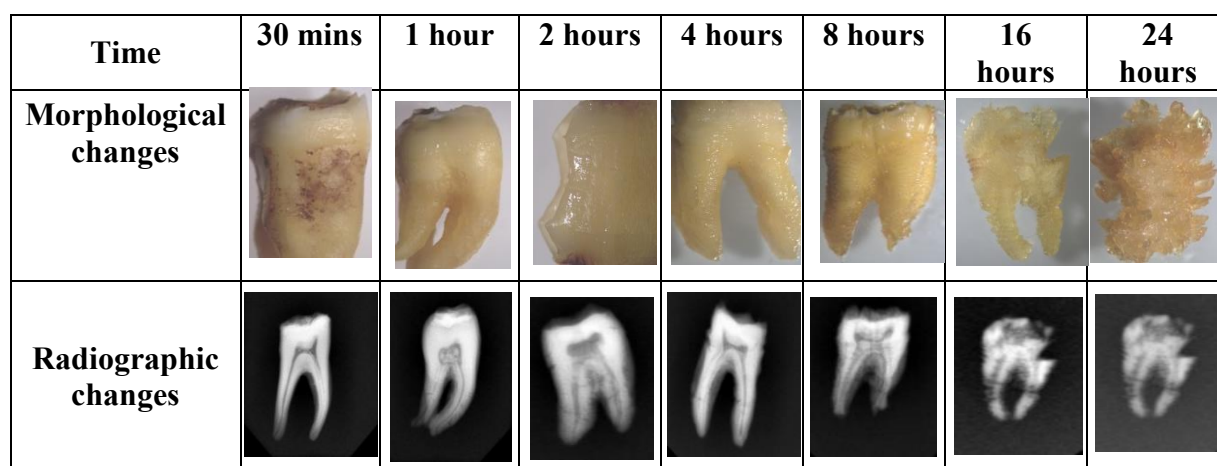 Time
30 mins
1 hour
2 hours
4 hours
8 hours
16
hours
24
hours
Morphological
changes
Radiographic
changes